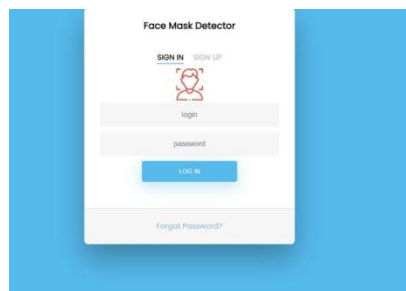 Face Mask Detector
SIGN IN SIGN UP
login
password
LOG IN
Forgot Password?